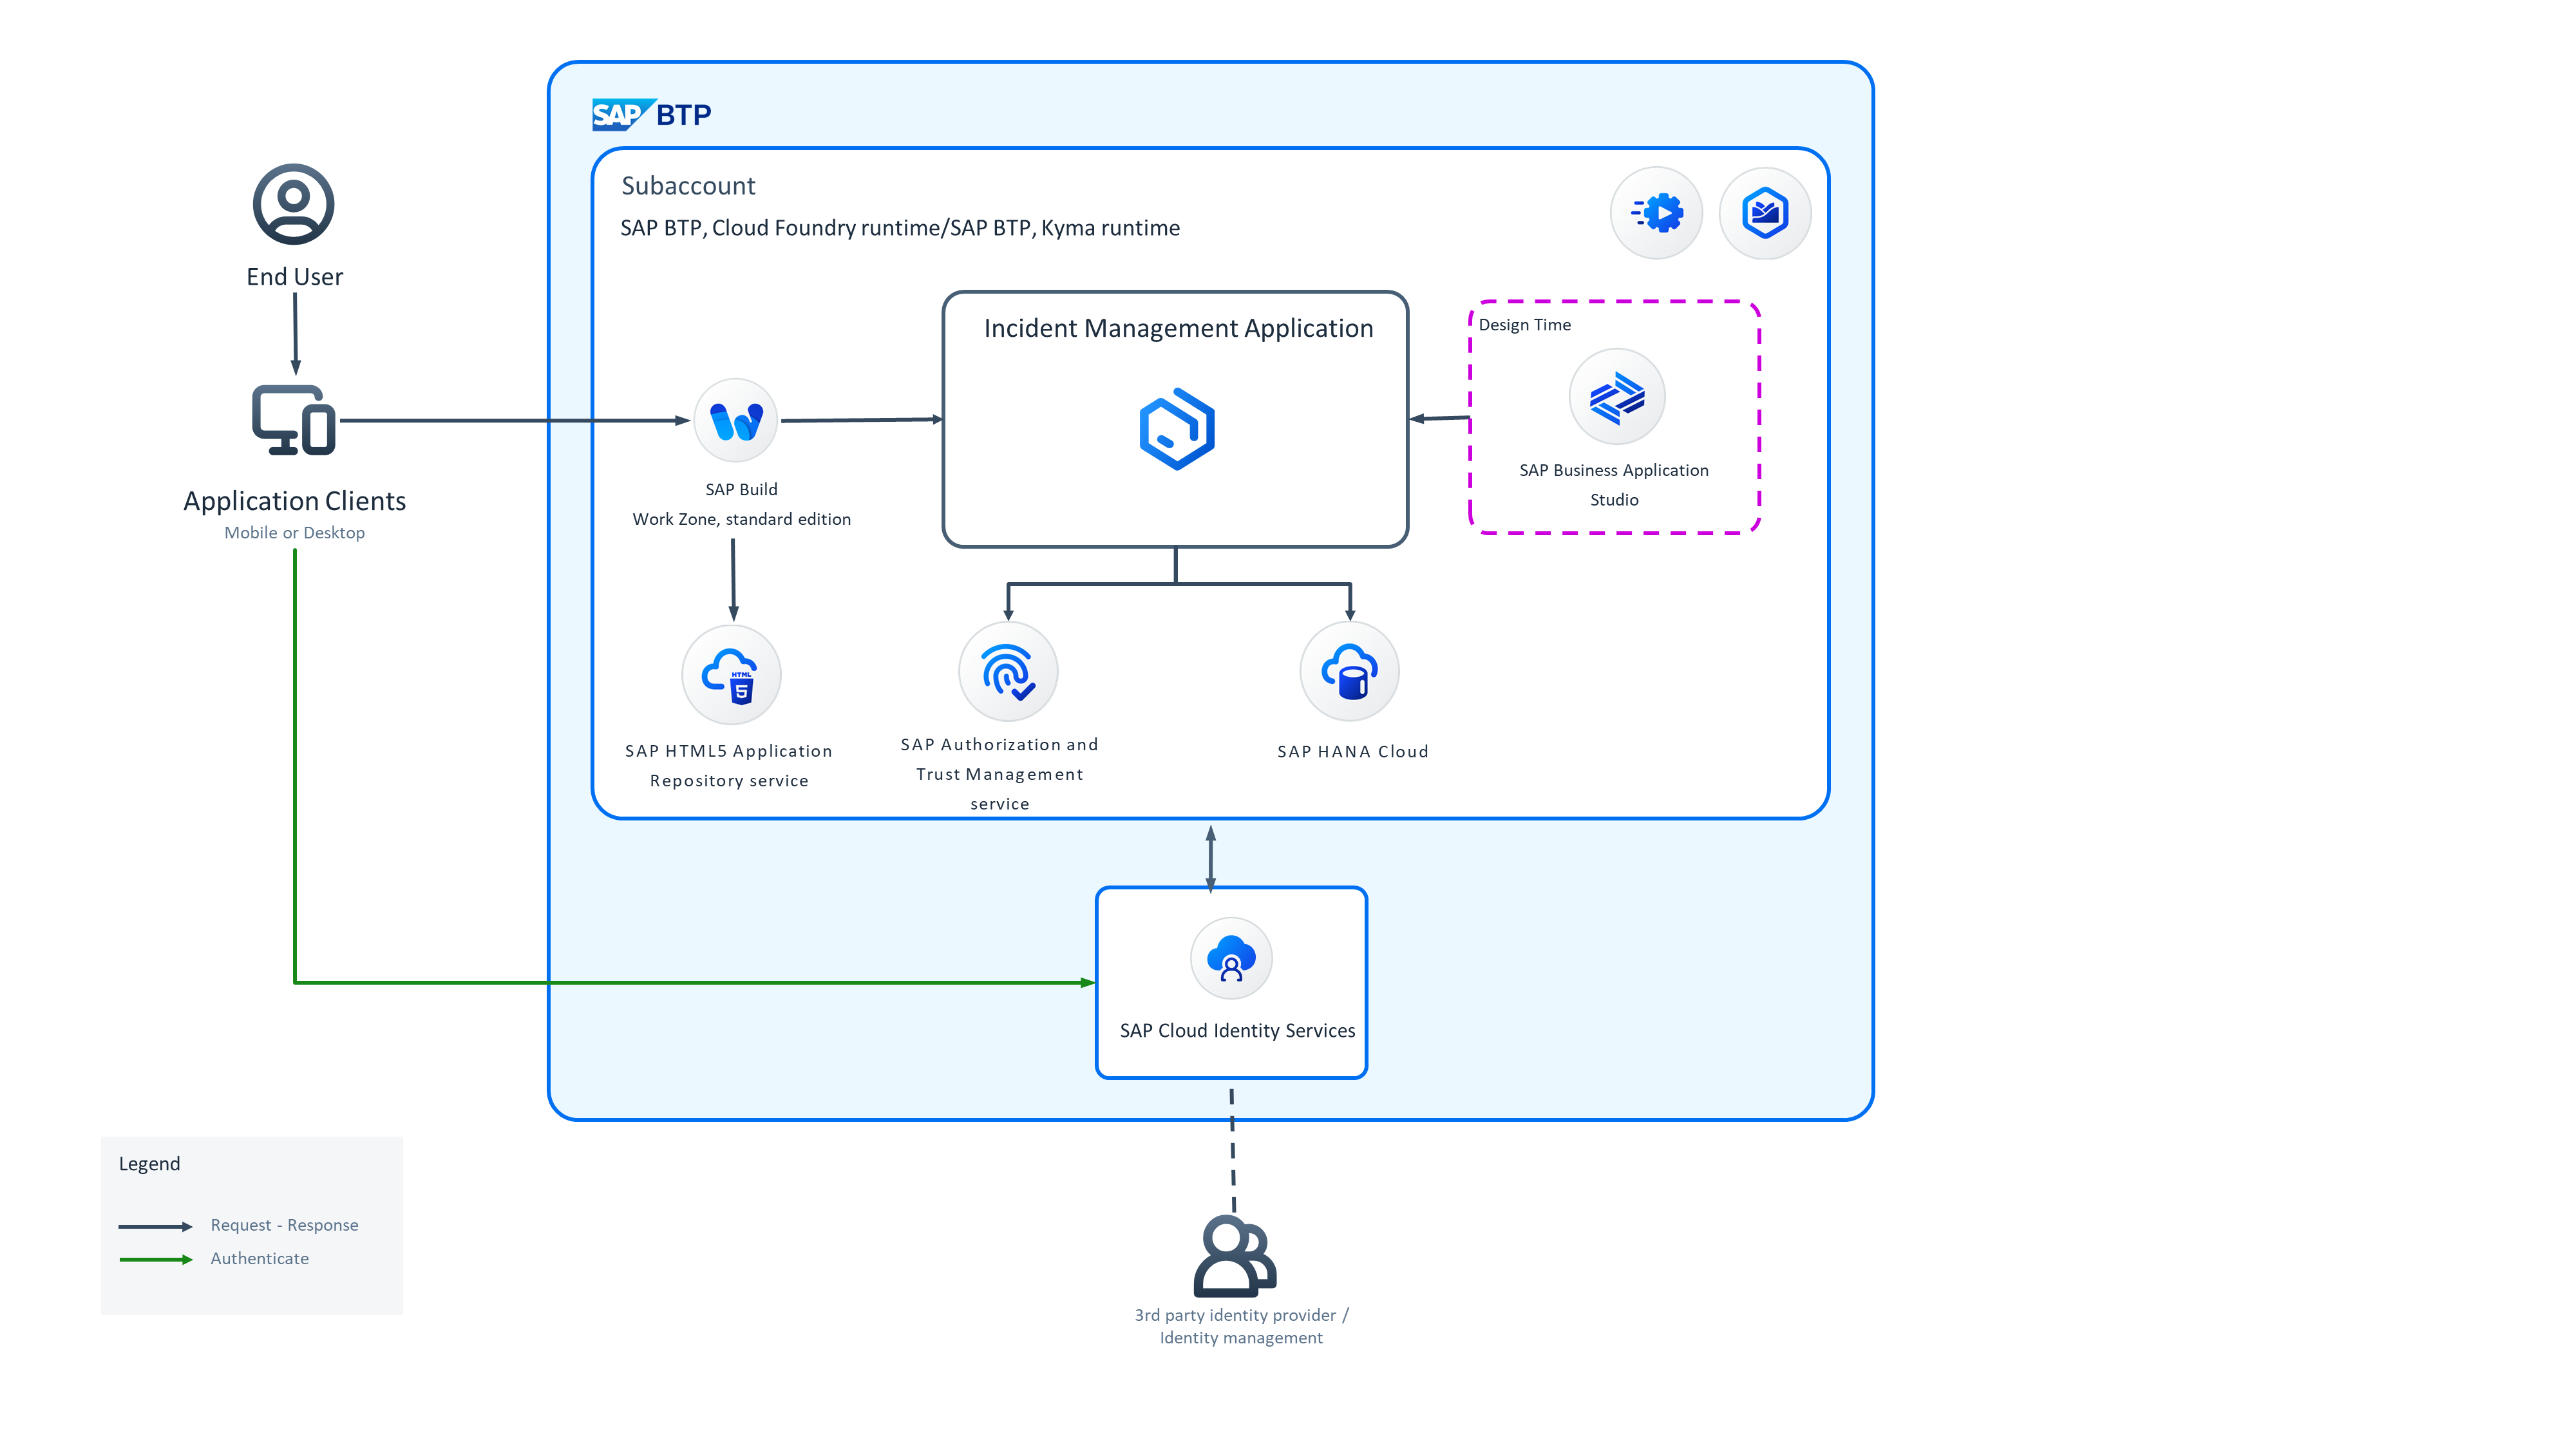 SAP BTP
Subaccount
SAP BTP, Cloud Foundry runtime/SAP BTP, Kyma runtime
End User
Application Clients
Mobile or Desktop
Incident Management Application
Design Time
SAP Business Application
Studio
SAP Build
Work Zone, standard edition
HTML
5
SAP HTML5 Application
Repository service
SAP Authorization and
Trust Management
service
SAP HANA Cloud
SAP Cloud Identity Services
Legend
Request - Response
Authenticate
3rd party identity provider /
Identity management